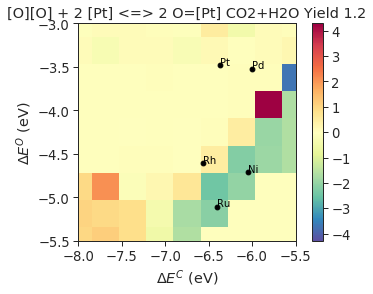 [O][O] + 2 [Pt] <=> 2 O=[Pt] CO2+H2O Yield 1.2
−3.0
−3.5
−4.0
−4.5
−5.0
−5.5
ΔE^O (eV)
Pt
Pd
Rh
Ni
Ru
−8.0 −7.5 −7.0 −6.5 −6.0 −5.5
ΔE^C (eV)
4
3
2
1
0
−1
−2
−3
−4